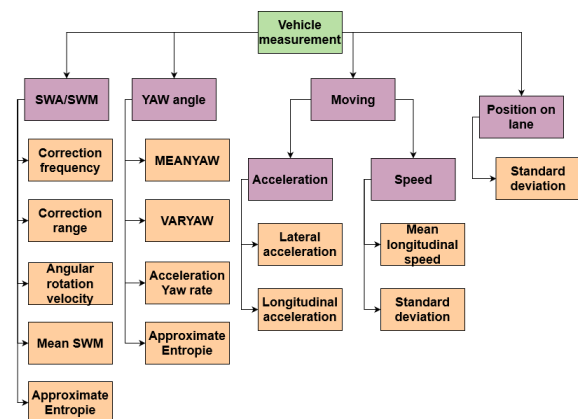 Vehicle
measurement
SWA/SWM
YAW angle
Moving
Position on
lane
Correction
frequency
MEANYAW
Acceleration
Speed
Standard
deviation
Correction
range
VARYAW
Lateral
acceleration
Mean
longitudinal
speed
Angular
rotation
velocity
Acceleration
Yaw rate
Longitudinal
acceleration
Standard
deviation
Mean SWM
Approximate
Entropie
Approximate
Entropie